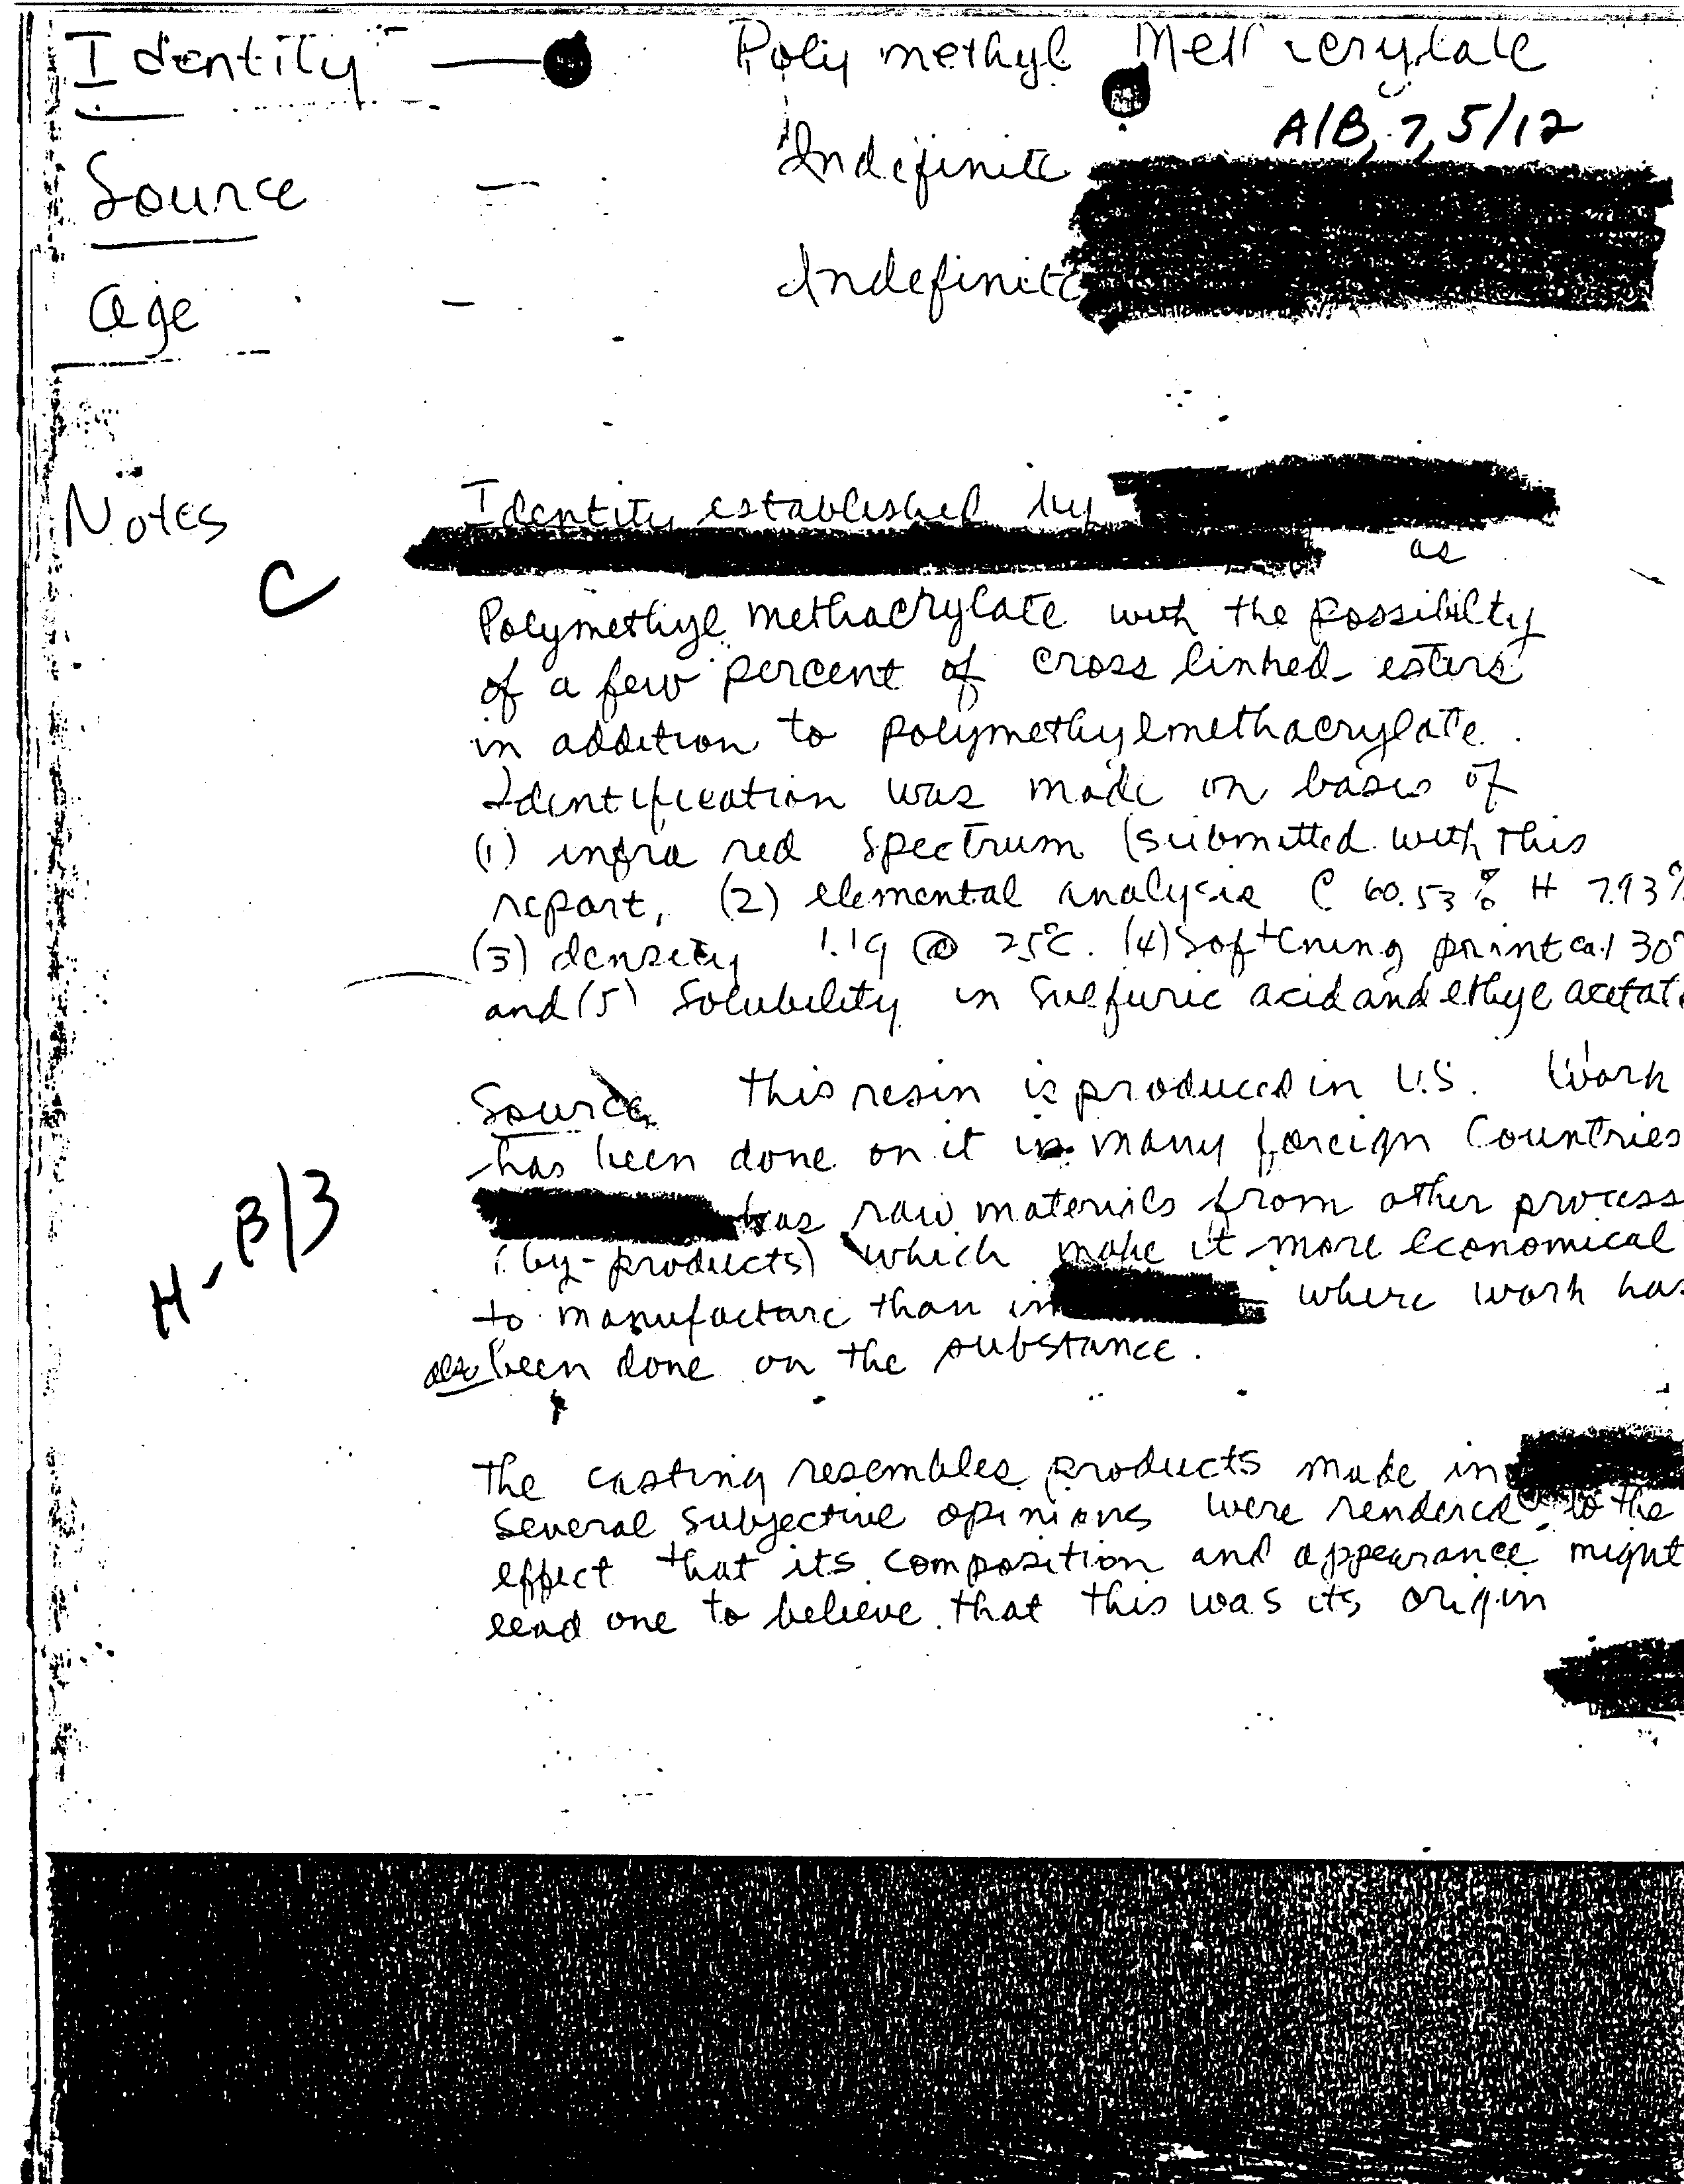 Identity — Poly methyl Meth acrylate
A/B, 7, 5/12
Source — Indefinite
Age — Indefinite
Notes Identity established by
as
C
Polymethyl methacrylate with the possibilty
of a few percent of cross linked esters
in addition to polymethylmethacrylate.
Identification was made on basis of
(1) infra red spectrum (submitted with this
report, (2) elemental analysis C 60.53% H 7.93%
(3) density 1.19 @ 25°C. (4) Softening point ca. 130°
and (5) Solubility in Sulfuric acid and ethyl acetate
Source This resin is produced in U.S. Work
has been done on it in many foreign Countries
has raw materials from other process
H-B/3
(by-products) which make it more economical
to manufacture than in where work has
also been done on the substance.
The casting resembles products made in
Several subjective opinions were rendered to the
effect that its composition and appearance might
lead one to believe that this was its origin